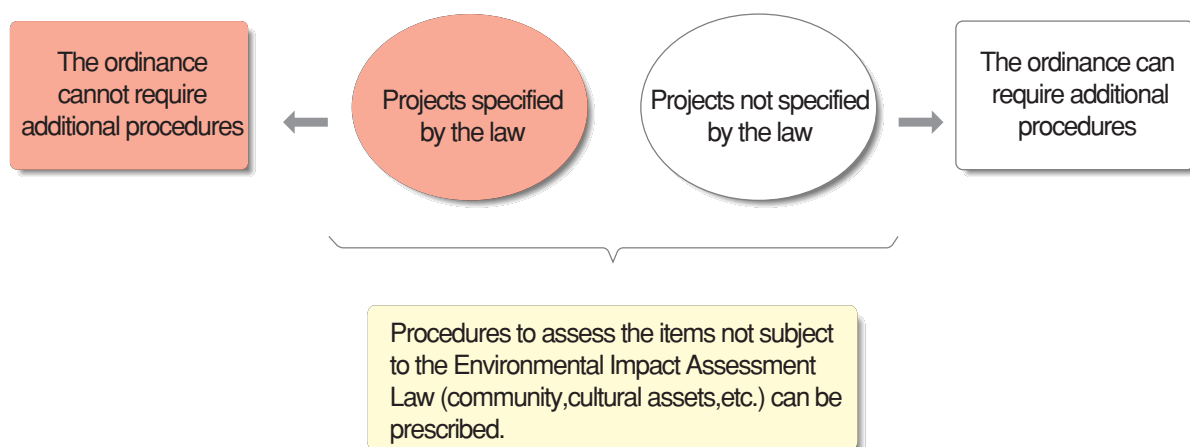 The ordinance
cannot require
additional procedures
Projects specified
by the law
Projects not specified
by the law
The ordinance can
require additional
procedures
Procedures to assess the items not subject
to the Environmental Impact Assessment
Law (community,cultural assets,etc.) can be
prescribed.